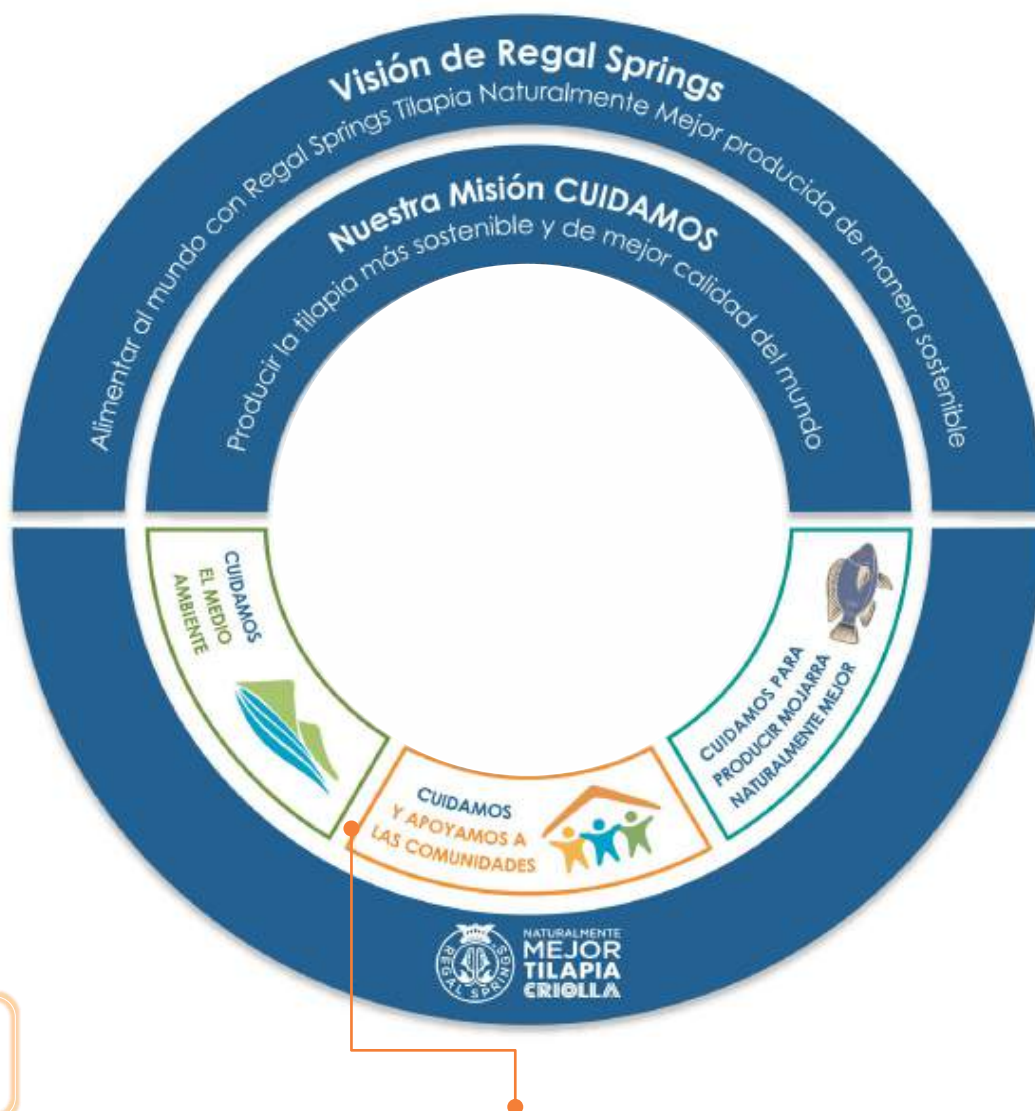 Visión de Regal Springs
Alimentar al mundo con Regal Springs Tilapia Naturalmente Mejor producida de manera sostenible
Nuestra Misión CUIDAMOS
Producir la tilapia más sostenible y de mejor calidad del mundo
CUIDAMOS
EL MEDIO
AMBIENTE
CUIDAMOS
Y APOYAMOS A
LAS COMUNIDADES
CUIDAMOS PARA
PRODUCIR MOJARRA
NATURALMENTE MEJOR
REGAL SPRINGS
NATURALMENTE
MEJOR
TILAPIA
CRIOLLA